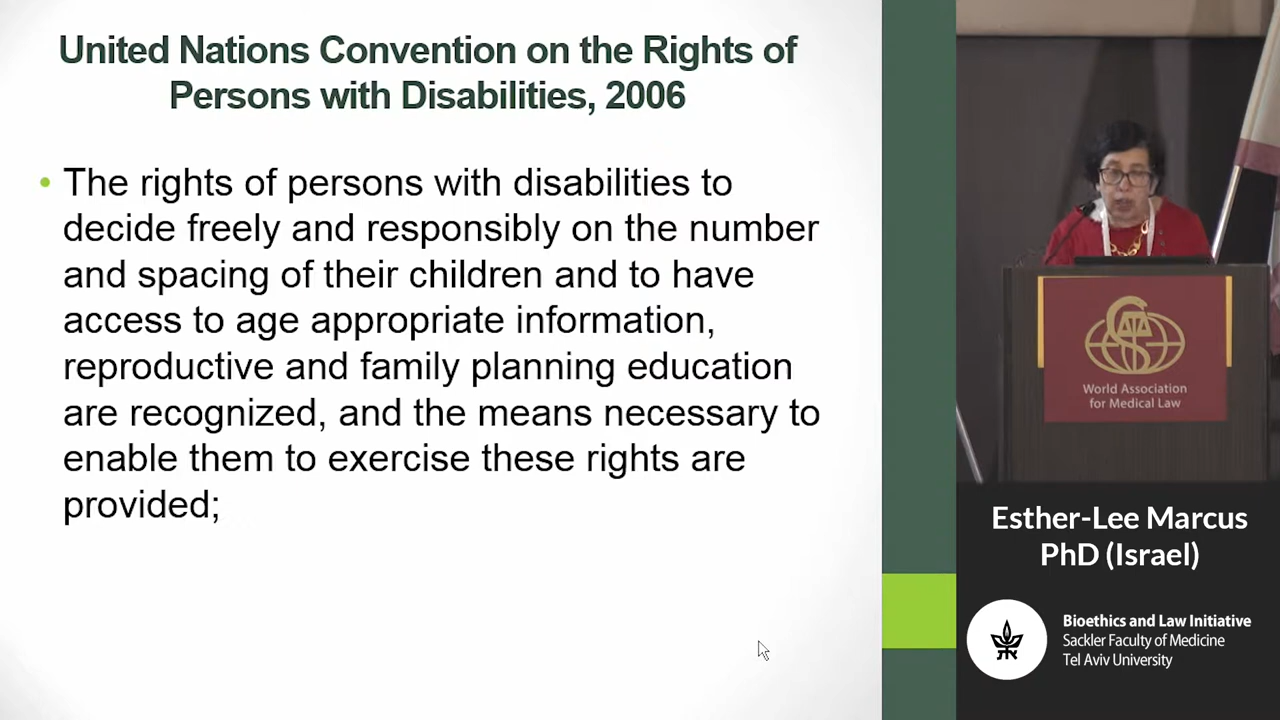 United Nations Convention on the Rights of
Persons with Disabilities, 2006
• The rights of persons with disabilities to
decide freely and responsibly on the number
and spacing of their children and to have
access to age appropriate information,
reproductive and family planning education
are recognized, and the means necessary to
enable them to exercise these rights are
provided;
World Association
for Medical Law
Esther-Lee Marcus
PhD (Israel)
Bioethics and Law Initiative
Sackler Faculty of Medicine
Tel Aviv University